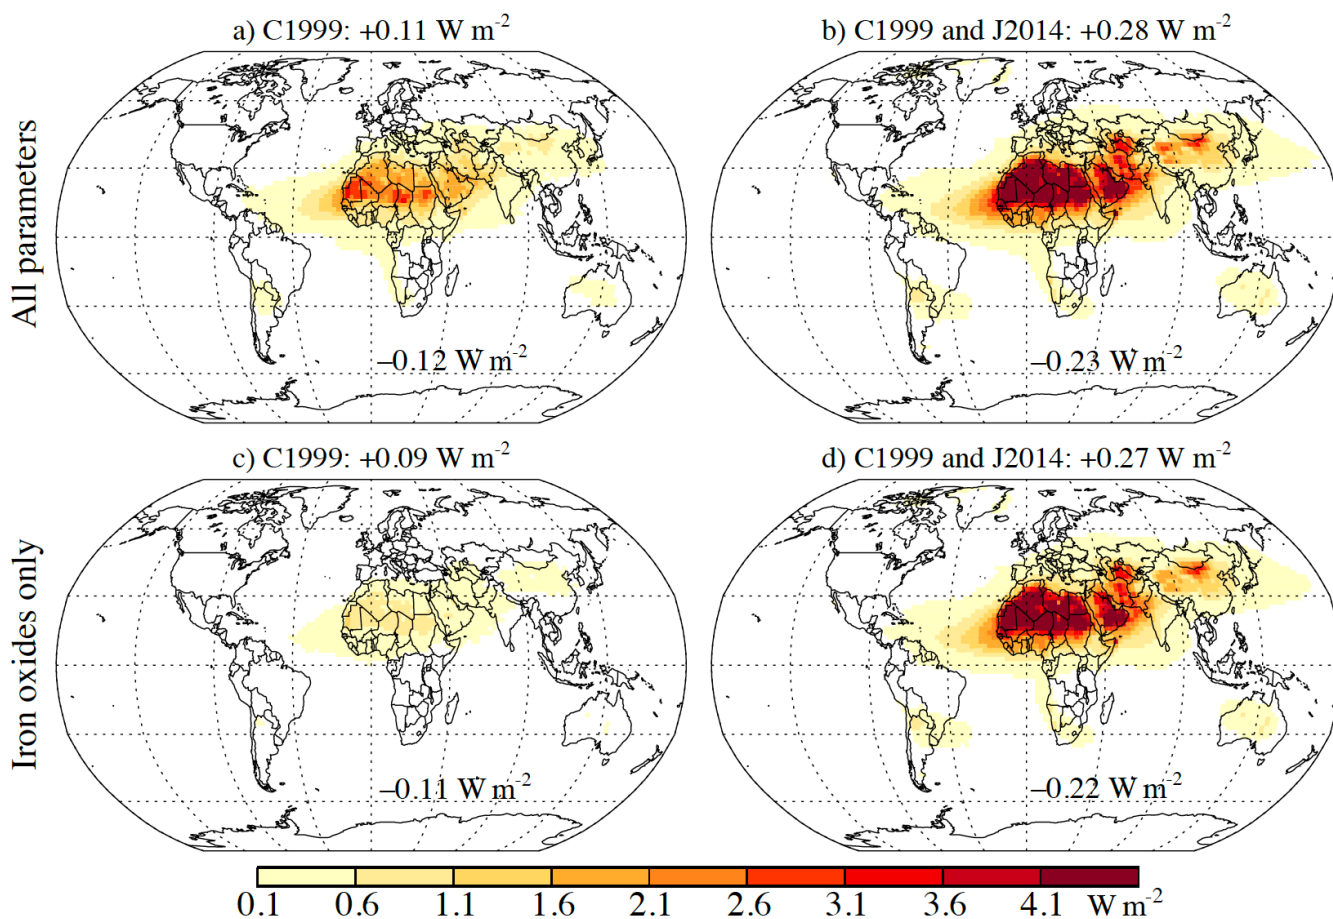 a) C1999: +0.11 W m⁻²
b) C1999 and J2014: +0.28 W m⁻²
All parameters
−0.12 W m⁻²
−0.23 W m⁻²
c) C1999: +0.09 W m⁻²
d) C1999 and J2014: +0.27 W m⁻²
Iron oxides only
−0.11 W m⁻²
−0.22 W m⁻²
0.1 0.6 1.1 1.6 2.1 2.6 3.1 3.6 4.1 W m⁻²